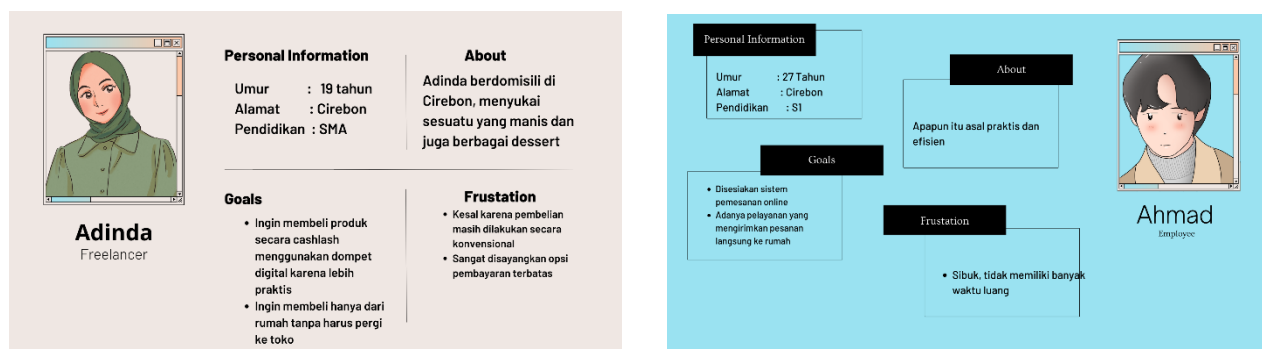 Adinda
Freelancer
Personal Information
Umur : 19 tahun
Alamat : Cirebon
Pendidikan : SMA
About
Adinda berdomisili di
Cirebon, menyukai
sesuatu yang manis dan
juga berbagai dessert
Goals
• Ingin membeli produk
secara cashlash
menggunakan dompet
digital karena lebih
praktis
• Ingin membeli hanya dari
rumah tanpa harus pergi
ke toko
Frustation
• Kesal karena pembelian
masih dilakukan secara
konvensional
• Sangat disayangkan opsi
pembayaran terbatas
Personal Information
Umur : 27 Tahun
Alamat : Cirebon
Pendidikan : S1
About
Apapun itu asal praktis dan
efisien
Goals
• Disesiakan sistem
pemesanan online
• Adanya pelayanan yang
mengirimkan pesanan
langsung ke rumah
Frustation
• Sibuk, tidak memiliki banyak
waktu luang
Ahmad
Employee